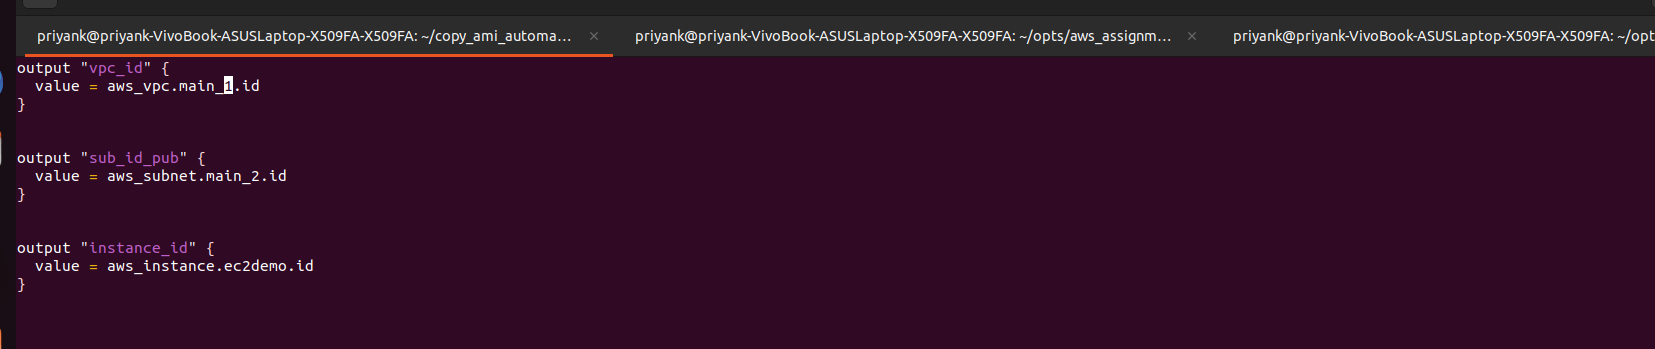 priyank@priyank-VivoBook-ASUSLaptop-X509FA-X509FA: ~/copy_ami_automa... × priyank@priyank-VivoBook-ASUSLaptop-X509FA-X509FA: ~/opts/aws_assignm... × priyank@priyank-VivoBook-ASUSLaptop-X509FA-X509FA: ~/opt
output "vpc_id" {
  value = aws_vpc.main_1.id
}
output "sub_id_pub" {
  value = aws_subnet.main_2.id
}
output "instance_id" {
  value = aws_instance.ec2demo.id
}